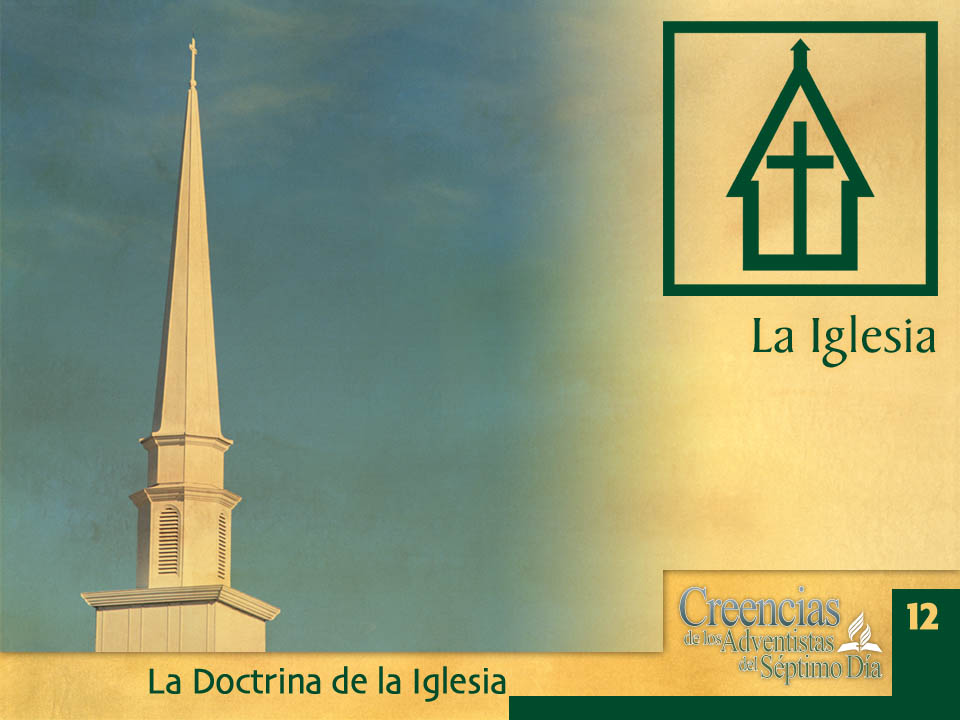 La Iglesia
Creencias
de los Adventistas
del Séptimo Día
12
La Doctrina de la Iglesia